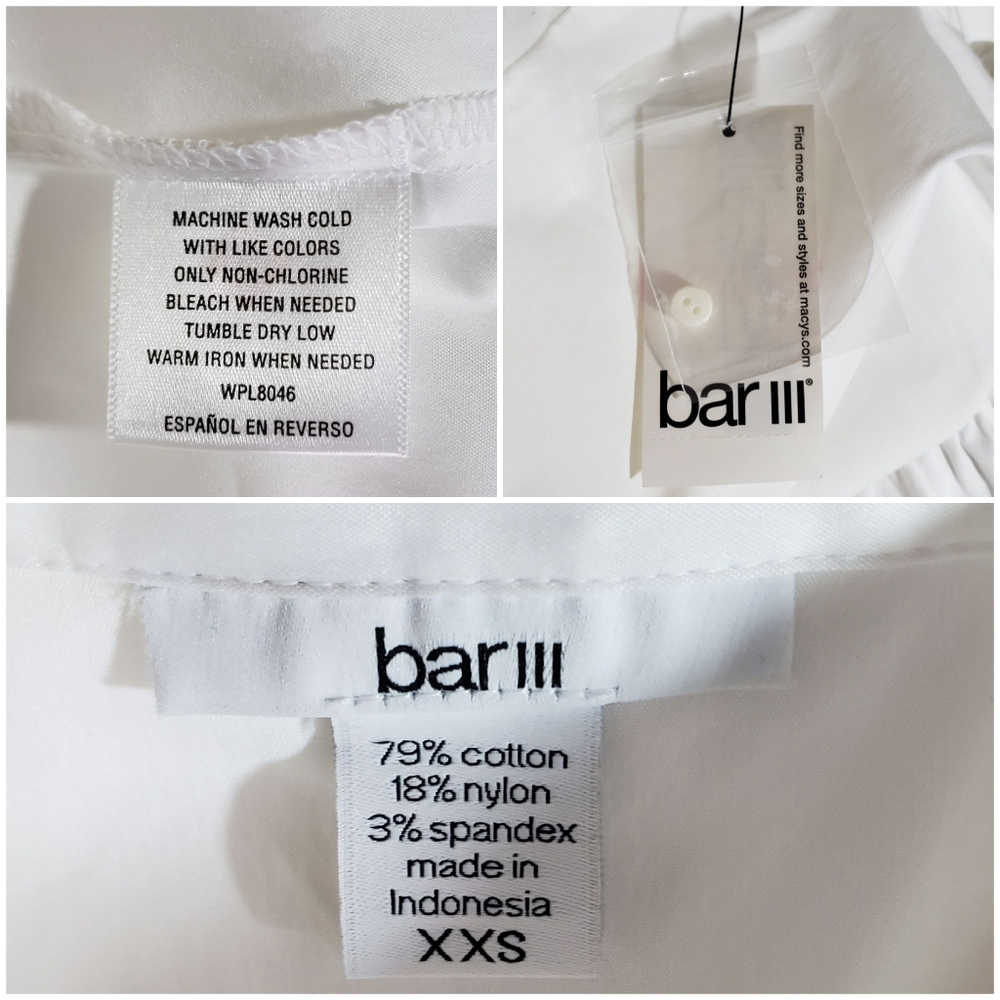 MACHINE WASH COLD
WITH LIKE COLORS
ONLY NON-CHLORINE
BLEACH WHEN NEEDED
TUMBLE DRY LOW
WARM IRON WHEN NEEDED
WPL8046
ESPAÑOL EN REVERSO
Find more sizes and styles at macys.com
bar III®
bar III
79% cotton
18% nylon
3% spandex
made in
Indonesia
XXS